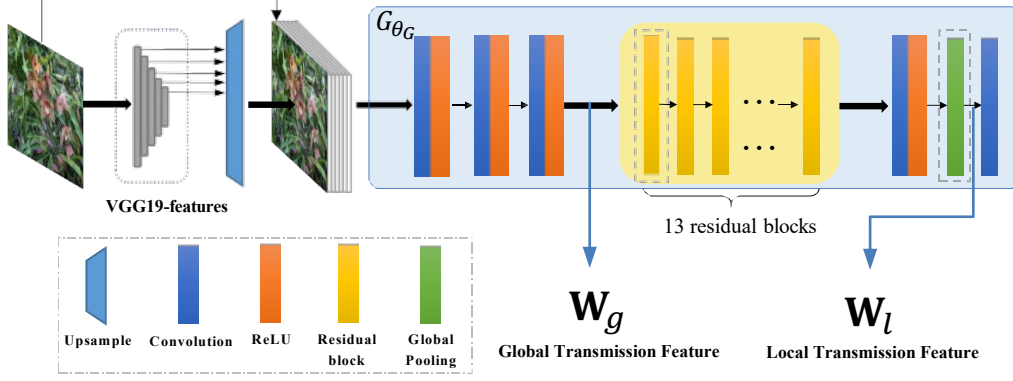 G_{θ_G}
VGG19-features
13 residual blocks
W_g
W_l
Global Transmission Feature
Local Transmission Feature
Upsample
Convolution
ReLU
Residual
block
Global
Pooling